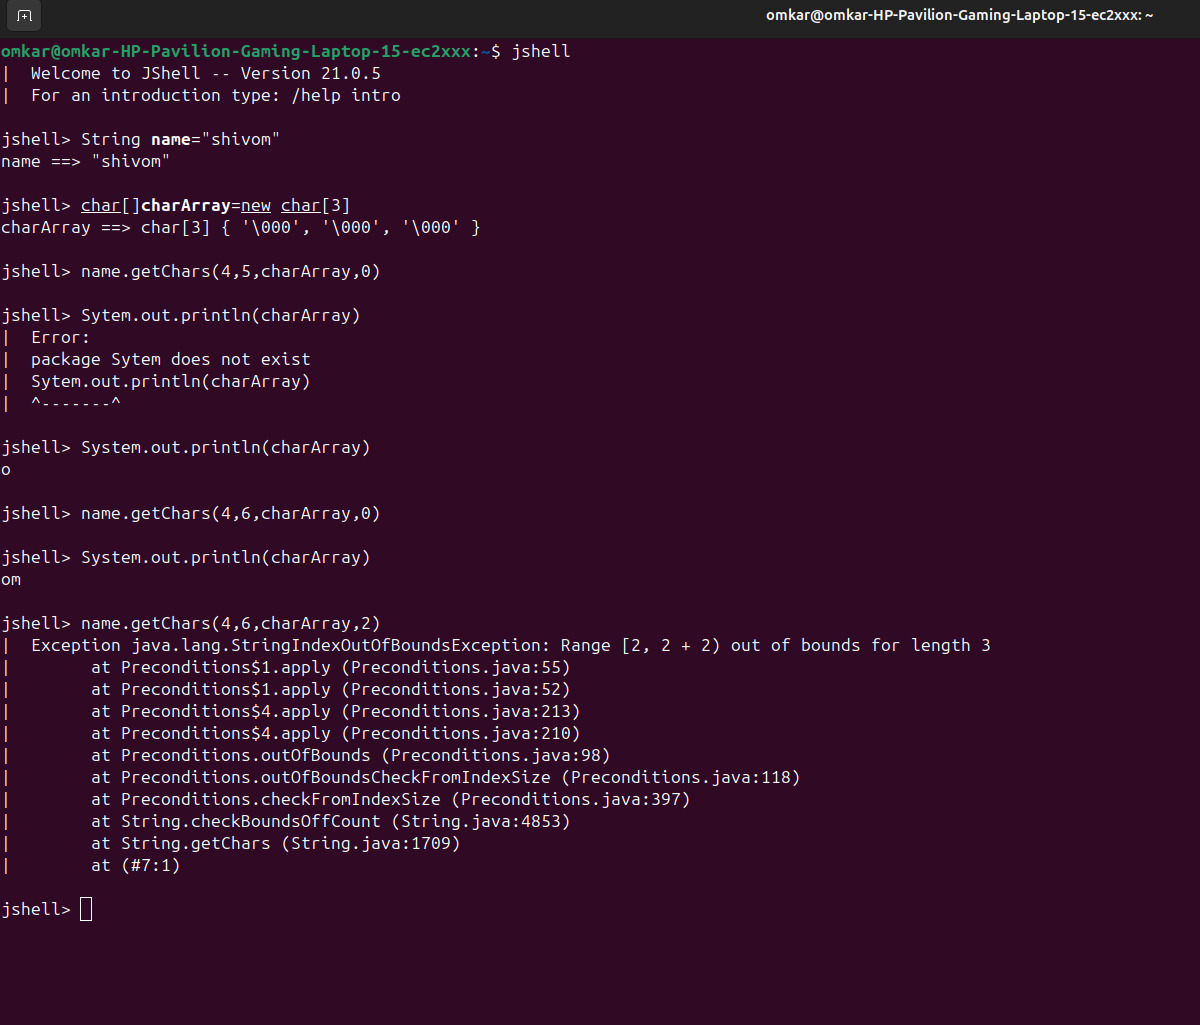 omkar@omkar-HP-Pavilion-Gaming-Laptop-15-ec2xxx: ~
omkar@omkar-HP-Pavilion-Gaming-Laptop-15-ec2xxx:~$ jshell
|  Welcome to JShell -- Version 21.0.5
|  For an introduction type: /help intro
jshell> String name="shivom"
name ==> "shivom"
jshell> char[]charArray=new char[3]
charArray ==> char[3] { '\000', '\000', '\000' }
jshell> name.getChars(4,5,charArray,0)
jshell> Sytem.out.println(charArray)
|  Error:
|  package Sytem does not exist
|  Sytem.out.println(charArray)
|  ^-------^
jshell> System.out.println(charArray)
o
jshell> name.getChars(4,6,charArray,0)
jshell> System.out.println(charArray)
om
jshell> name.getChars(4,6,charArray,2)
|  Exception java.lang.StringIndexOutOfBoundsException: Range [2, 2 + 2) out of bounds for length 3
|        at Preconditions$1.apply (Preconditions.java:55)
|        at Preconditions$1.apply (Preconditions.java:52)
|        at Preconditions$4.apply (Preconditions.java:213)
|        at Preconditions$4.apply (Preconditions.java:210)
|        at Preconditions.outOfBounds (Preconditions.java:98)
|        at Preconditions.outOfBoundsCheckFromIndexSize (Preconditions.java:118)
|        at Preconditions.checkFromIndexSize (Preconditions.java:397)
|        at String.checkBoundsOffCount (String.java:4853)
|        at String.getChars (String.java:1709)
|        at (#7:1)
jshell>